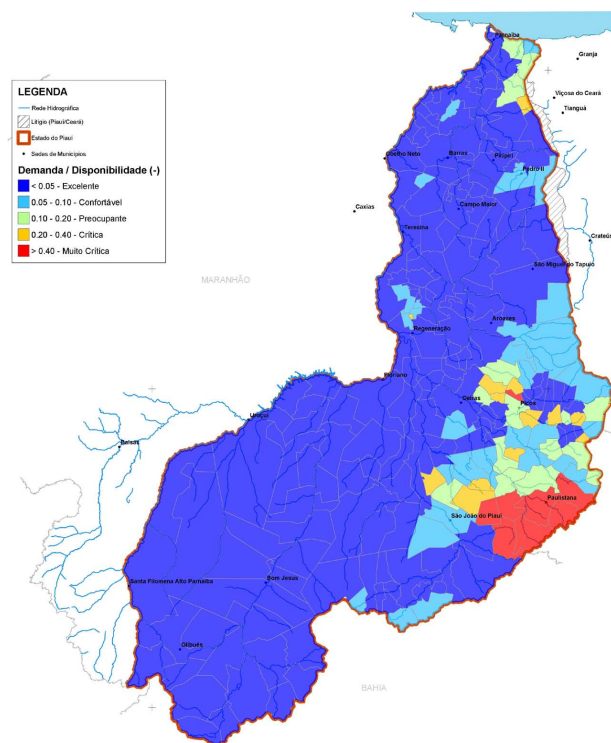 Parnaíba
Granja
Viçosa do Ceará
Tianguá
LEGENDA
Rede Hidrográfica
Litígio (Piauí/Ceará)
Estado do Piauí
Sedes de Municípios
Demanda / Disponibilidade (-)
< 0.05 - Excelente
0.05 - 0.10 - Confortável
0.10 - 0.20 - Preocupante
0.20 - 0.40 - Crítica
> 0.40 - Muito Crítica
Coelho Neto
Barras
Piripiri
Pedro II
Caxias
Campo Maior
Teresina
Crateús
São Miguel do Tapuio
MARANHÃO
Aroazes
Regeneração
Floriano
Oeiras
Picos
Uruçuí
Balsas
Paulistana
São João do Piauí
Santa Filomena Alto Parnaíba
Bom Jesus
Gilbués
BAHIA